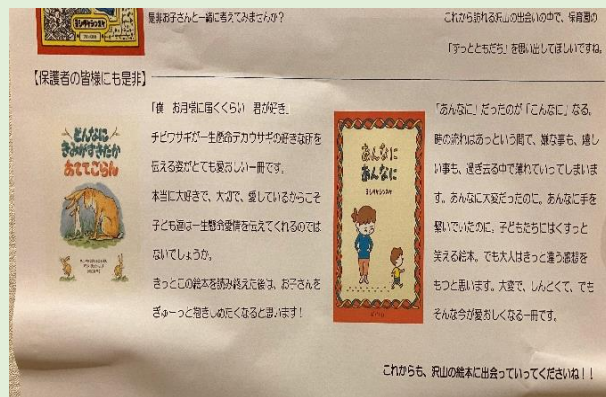 ヨシタケシンスケ
是非お子さんと一緒に考えてみませんか？
これから訪れる沢山の出会いの中で、保育園の
「ずっとともだち」を思い出してほしいですね。
【保護者の皆様にも是非】
どんなに
きみがすきだか
あててごらん
「僕　お月様に届くくらい　君が好き」
チビウサギが一生懸命デカウサギの好きな所を
伝える姿がとても愛おしい一冊です。
本当に大好きで、大切で、愛しているからこそ
子ども達は一生懸命愛情を伝えてくれるのでは
ないでしょうか。
きっとこの絵本を読み終えた後は、お子さんを
ぎゅーっと抱きしめたくなると思います！
あんなに
あんなに
ヨシタケシンスケ
「あんなに」だったのが「こんなに」なる。
時の流れはあっという間で、嫌な事も、嬉し
い事も、過ぎ去る中で薄れていってしまいま
す。あんなに大変だったのに。あんなに手を
繋いでいたのに。子どもたちにはくすっと
笑える絵本。でも大人はきっと違う感想を
もつと思います。大変で、しんどくて、でも
そんな今が愛おしくなる一冊です。
これからも、沢山の絵本に出会っていってくださいね！！